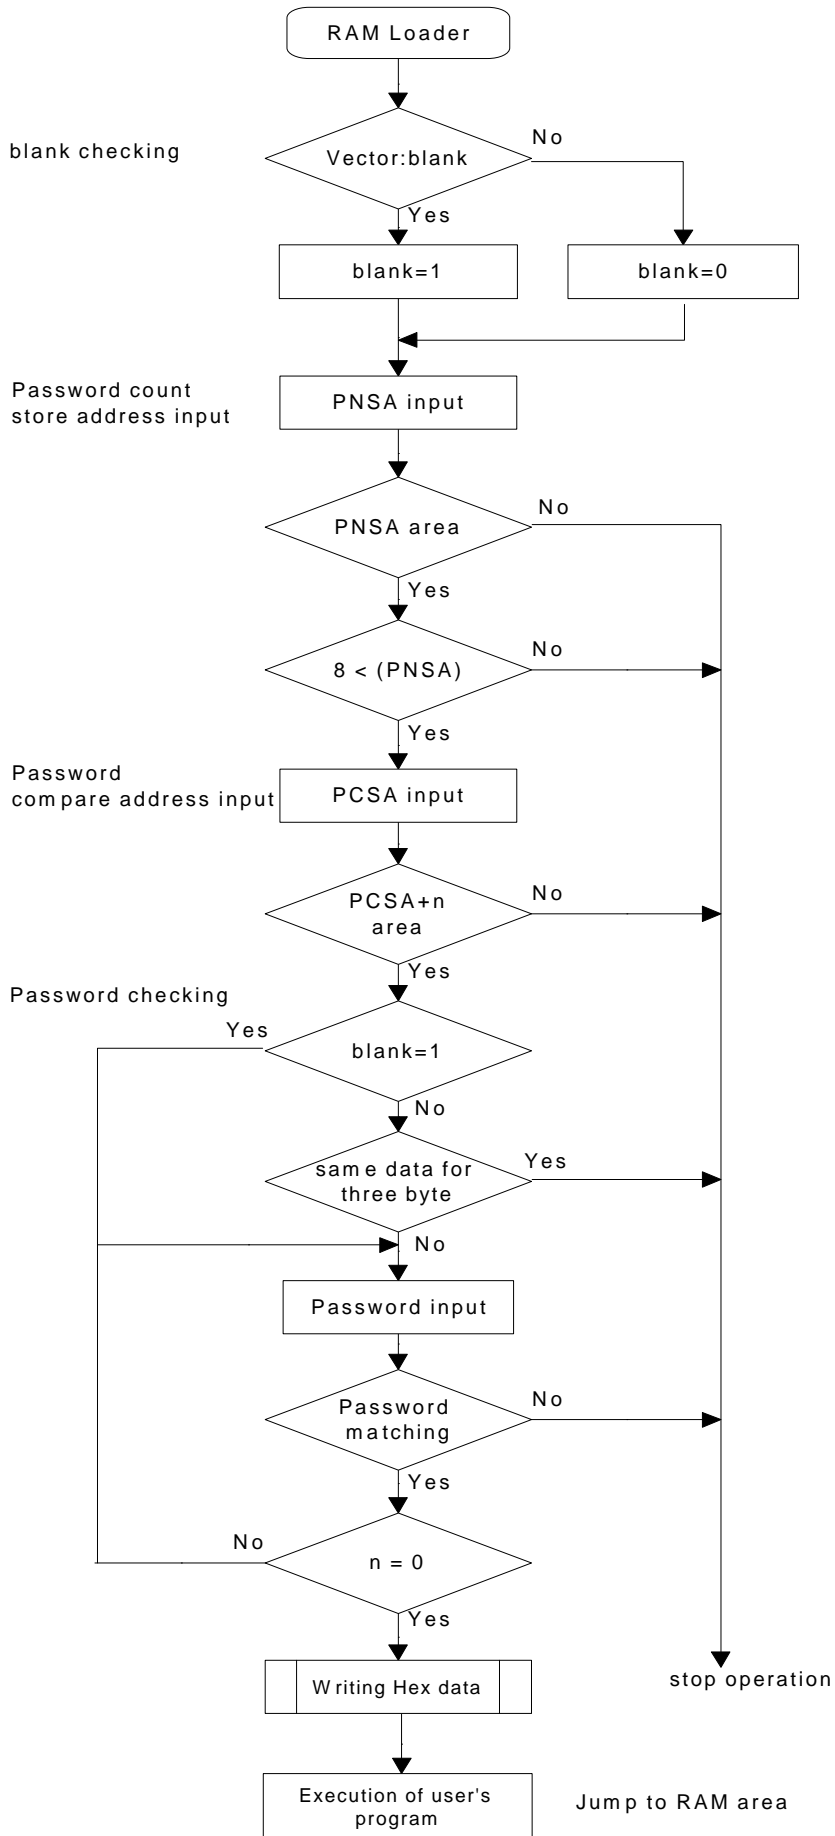 RAM Loader
blank checking
Vector:blank
No
Yes
blank=1
blank=0
Password count
store address input
PNSA input
PNSA area
No
Yes
8 < (PNSA)
No
Yes
Password
compare address input
PCSA input
PCSA+n
area
No
Yes
Password checking
Yes
blank=1
No
same data for
three byte
Yes
No
Password input
Password
matching
No
Yes
No
n = 0
Yes
Writing Hex data
stop operation
Execution of user's
program
Jump to RAM area